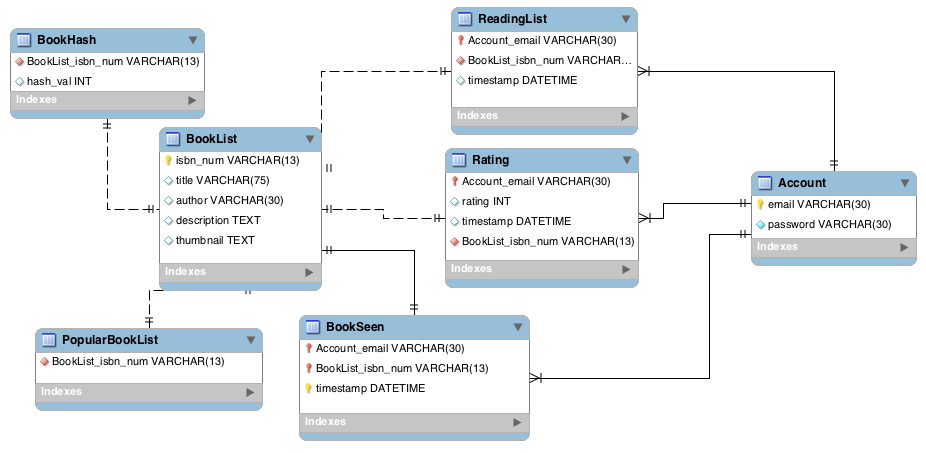 BookHash
BookList_isbn_num VARCHAR(13)
hash_val INT
Indexes
BookList
isbn_num VARCHAR(13)
title VARCHAR(75)
author VARCHAR(30)
description TEXT
thumbnail TEXT
Indexes
PopularBookList
BookList_isbn_num VARCHAR(13)
Indexes
ReadingList
Account_email VARCHAR(30)
BookList_isbn_num VARCHAR...
timestamp DATETIME
Indexes
Rating
Account_email VARCHAR(30)
rating INT
timestamp DATETIME
BookList_isbn_num VARCHAR(13)
Indexes
BookSeen
Account_email VARCHAR(30)
BookList_isbn_num VARCHAR(13)
timestamp DATETIME
Indexes
Account
email VARCHAR(30)
password VARCHAR(30)
Indexes